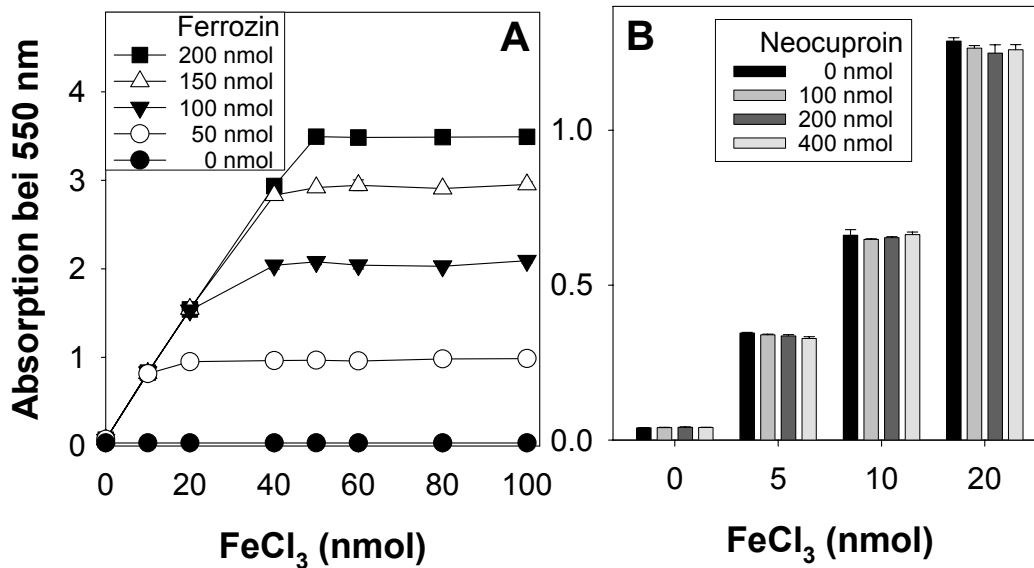 Absorption bei 550 nm
A
Ferrozin
200 nmol
150 nmol
100 nmol
50 nmol
0 nmol
4
3
2
1
0
0 20 40 60 80 100
FeCl3 (nmol)
B
Neocuproin
0 nmol
100 nmol
200 nmol
400 nmol
1.0
0.5
0.0
0 5 10 20
FeCl3 (nmol)